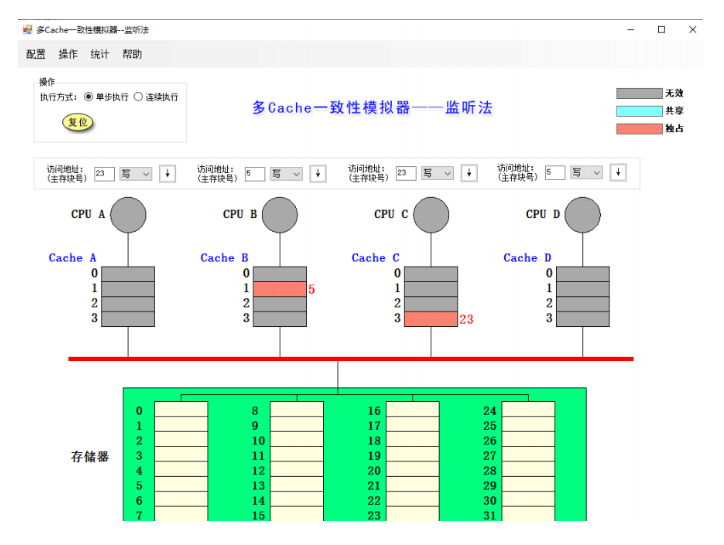 多Cache一致性模拟器--监听法
配置 操作 统计 帮助
操作
执行方式: 单步执行 连续执行
复位
多Cache一致性模拟器——监听法
无效
共享
独占
访问地址: (主存块号) 23 写 ↓
访问地址: (主存块号) 5 写 ↓
访问地址: (主存块号) 23 写 ↓
访问地址: (主存块号) 5 写 ↓
CPU A CPU B CPU C CPU D
Cache A Cache B Cache C Cache D
0 0 0 0
1 1 5 1 1
2 2 2 2
3 3 3 23 3
存储器
0 8 16 24
1 9 17 25
2 10 18 26
3 11 19 27
4 12 20 28
5 13 21 29
6 14 22 30
7 15 23 31